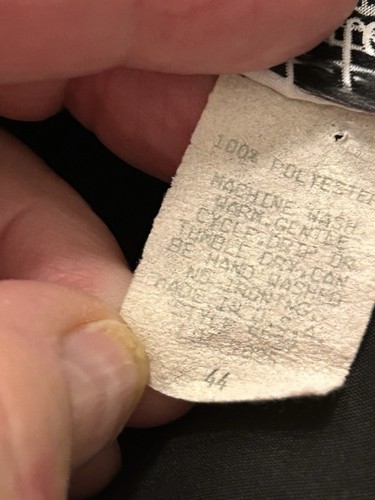 100% POLYESTER
MACHINE WASH
WARM.GENTLE
CYCLE.DRIP OR
TUMBLE DRY.CAN
BE HAND WASHED
NO IRONING.
MADE IN U.S.A.
44